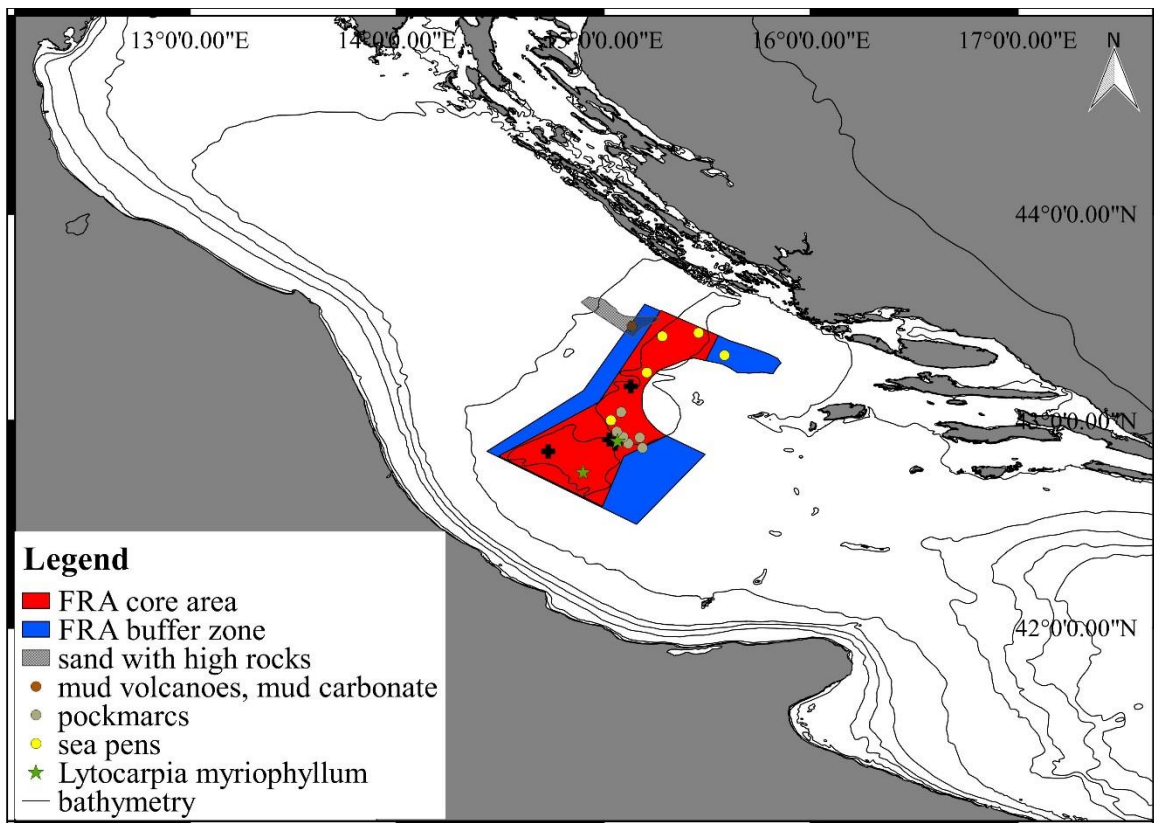 13°0'0.00"E 14°0'0.00"E 15°0'0.00"E 16°0'0.00"E 17°0'0.00"E N
44°0'0.00"N
43°0'0.00"N
42°0'0.00"N
Legend
FRA core area
FRA buffer zone
sand with high rocks
mud volcanoes, mud carbonate
pockmarcs
sea pens
Lytocarpia myriophyllum
bathymetry